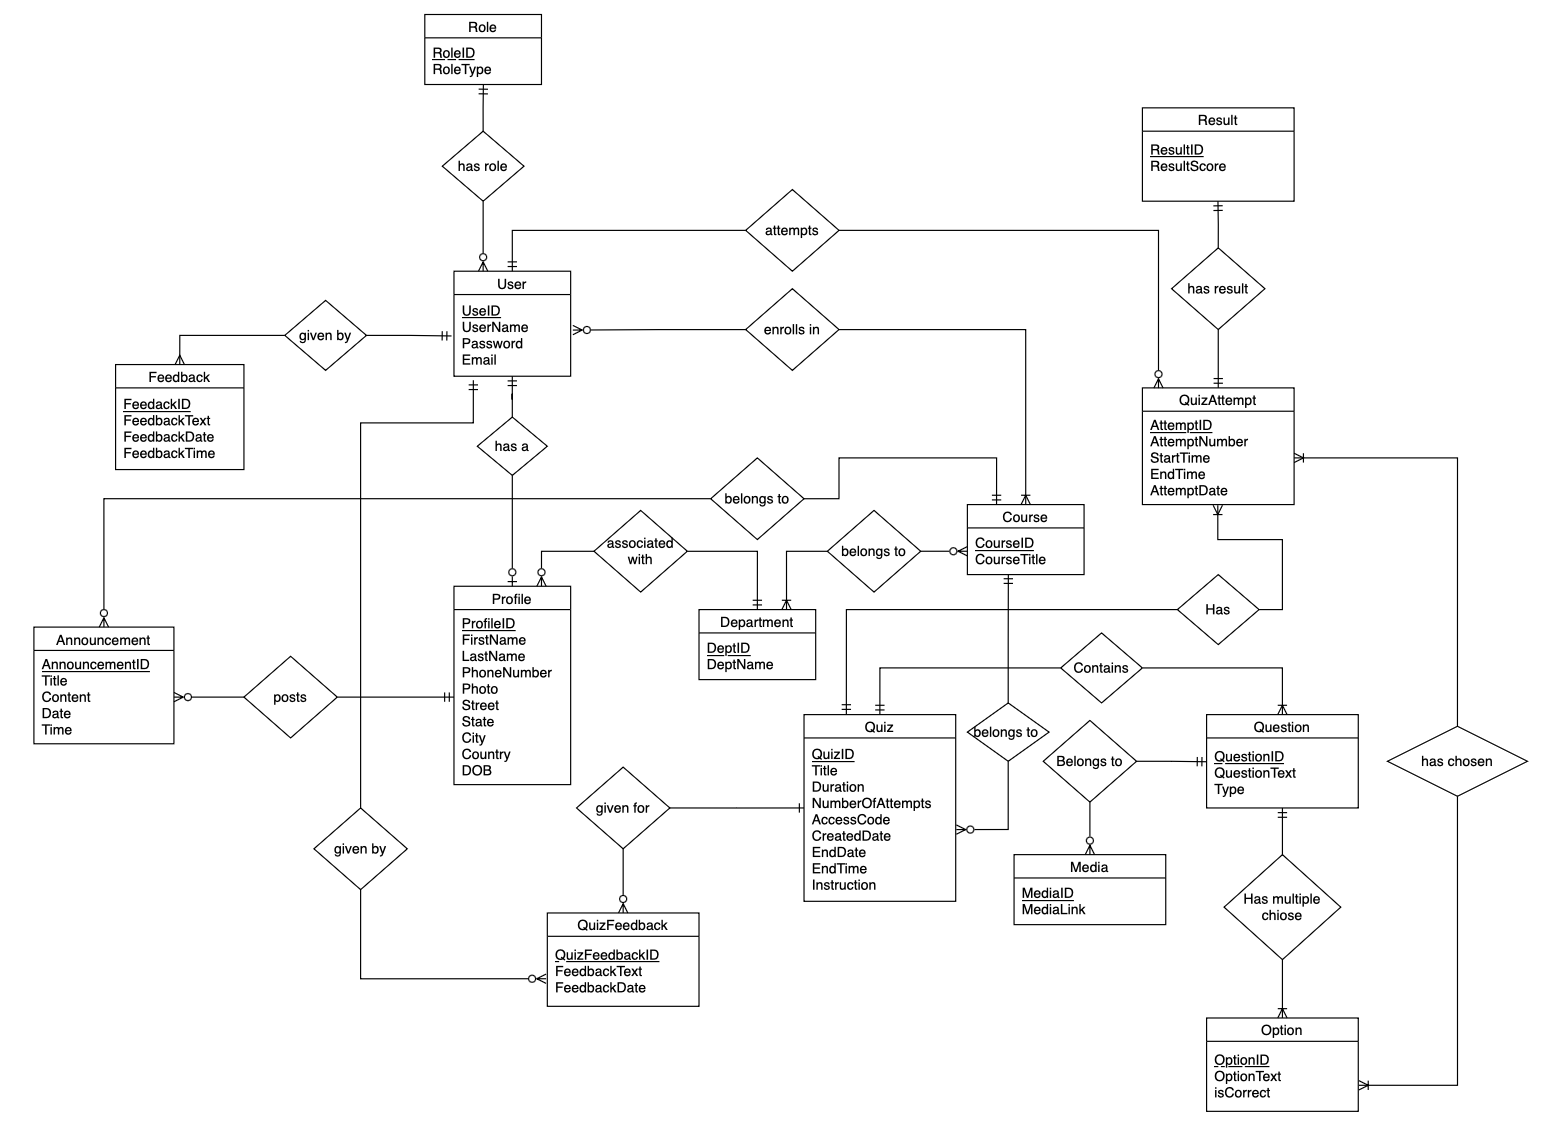 Role
RoleID
RoleType
has role
Result
ResultID
ResultScore
has result
attempts
User
UseID
UserName
Password
Email
enrolls in
given by
Feedback
FeedackID
FeedbackText
FeedbackDate
FeedbackTime
has a
QuizAttempt
AttemptID
AttemptNumber
StartTime
EndTime
AttemptDate
belongs to
Course
CourseID
CourseTitle
associated
with
belongs to
Profile
ProfileID
FirstName
LastName
PhoneNumber
Photo
Street
State
City
Country
DOB
Department
DeptID
DeptName
Has
Announcement
AnnouncementID
Title
Content
Date
Time
posts
Contains
Quiz
QuizID
Title
Duration
NumberOfAttempts
AccessCode
CreatedDate
EndDate
EndTime
Instruction
belongs to
Belongs to
Question
QuestionID
QuestionText
Type
has chosen
given for
given by
Media
MediaID
MediaLink
Has multiple
chiose
QuizFeedback
QuizFeedbackID
FeedbackText
FeedbackDate
Option
OptionID
OptionText
isCorrect